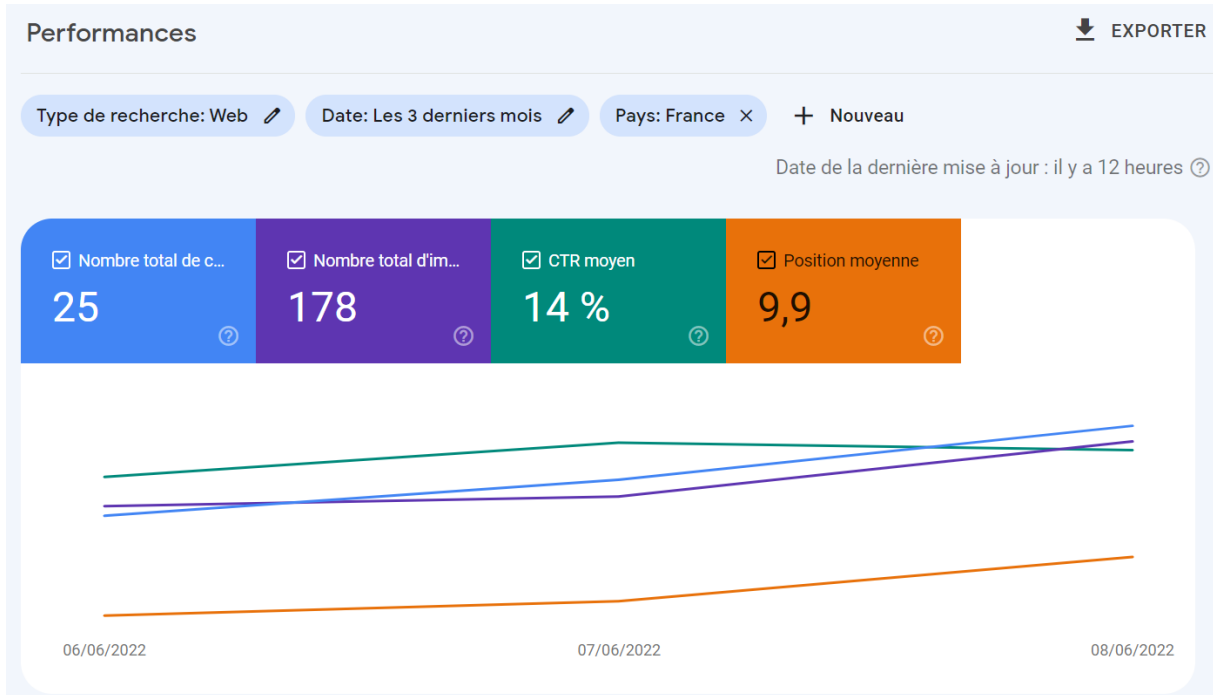 Performances
EXPORTER
Type de recherche: Web
Date: Les 3 derniers mois
Pays: France
Nouveau
Date de la dernière mise à jour : il y a 12 heures
Nombre total de c...
25
Nombre total d'im...
178
CTR moyen
14 %
Position moyenne
9,9
06/06/2022
07/06/2022
08/06/2022